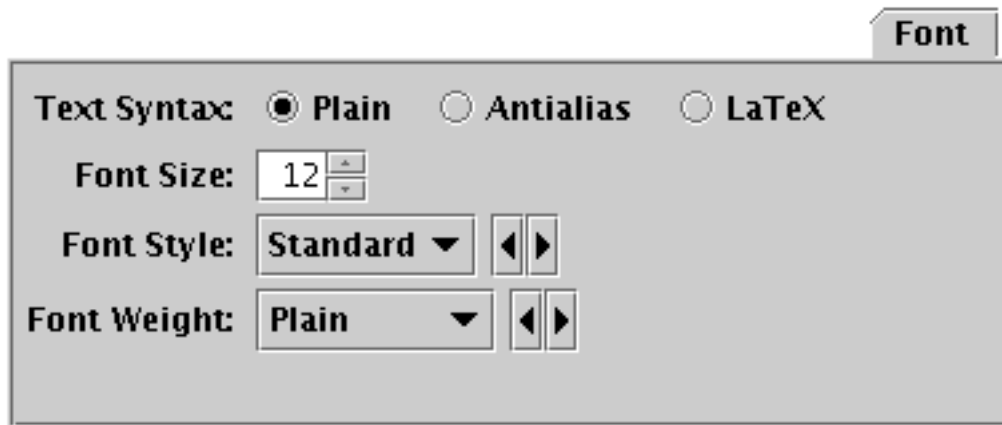 Font
Text Syntax: Plain Antialias LaTeX
Font Size: 12
Font Style: Standard
Font Weight: Plain